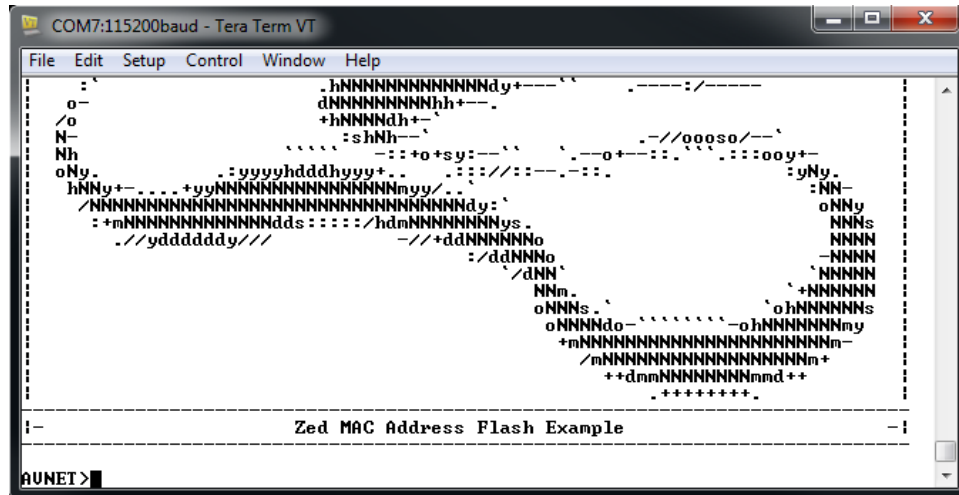 COM7:115200baud - Tera Term VT
File Edit Setup Control Window Help
|- Zed MAC Address Flash Example -|
AVNET>